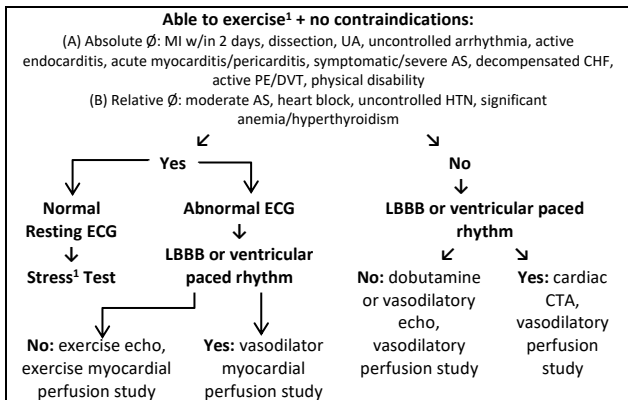 Able to exercise¹ + no contraindications:
(A) Absolute Ø: MI w/in 2 days, dissection, UA, uncontrolled arrhythmia, active
endocarditis, acute myocarditis/pericarditis, symptomatic/severe AS, decompensated CHF,
active PE/DVT, physical disability
(B) Relative Ø: moderate AS, heart block, uncontrolled HTN, significant
anemia/hyperthyroidism
Yes
No
Normal
Resting ECG
Stress¹ Test
Abnormal ECG
LBBB or ventricular
paced rhythm
LBBB or ventricular paced
rhythm
No: exercise echo,
exercise myocardial
perfusion study
Yes: vasodilator
myocardial
perfusion study
No: dobutamine
or vasodilatory
echo,
vasodilatory
perfusion study
Yes: cardiac
CTA,
vasodilatory
perfusion
study